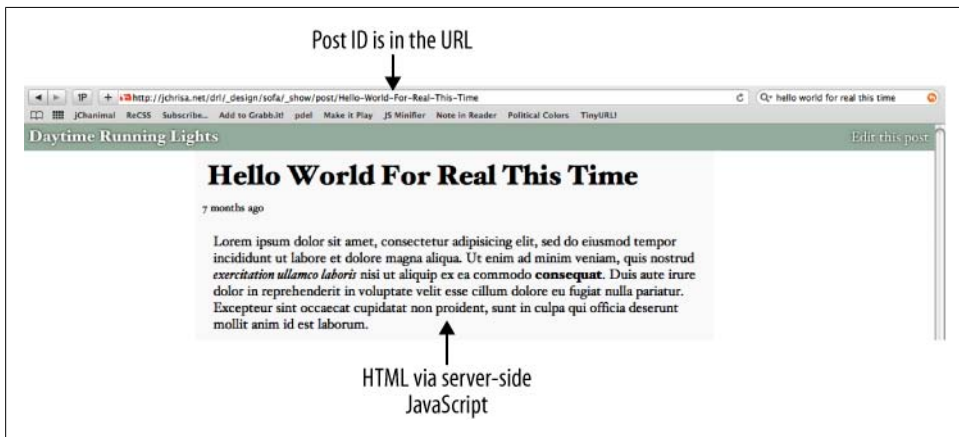 Post ID is in the URL
1P + http://jchrisa.net/drl/_design/sofa/_show/post/Hello-World-For-Real-This-Time hello world for real this time
JChanimal ReCSS Subscribe... Add to Grabb.it! pdel Make it Play JS Minifier Note in Reader Political Colors TinyURL!
Daytime Running Lights Edit this post
Hello World For Real This Time
7 months ago
Lorem ipsum dolor sit amet, consectetur adipisicing elit, sed do eiusmod tempor
incididunt ut labore et dolore magna aliqua. Ut enim ad minim veniam, quis nostrud
exercitation ullamco laboris nisi ut aliquip ex ea commodo consequat. Duis aute irure
dolor in reprehenderit in voluptate velit esse cillum dolore eu fugiat nulla pariatur.
Excepteur sint occaecat cupidatat non proident, sunt in culpa qui officia deserunt
mollit anim id est laborum.
HTML via server-side
JavaScript